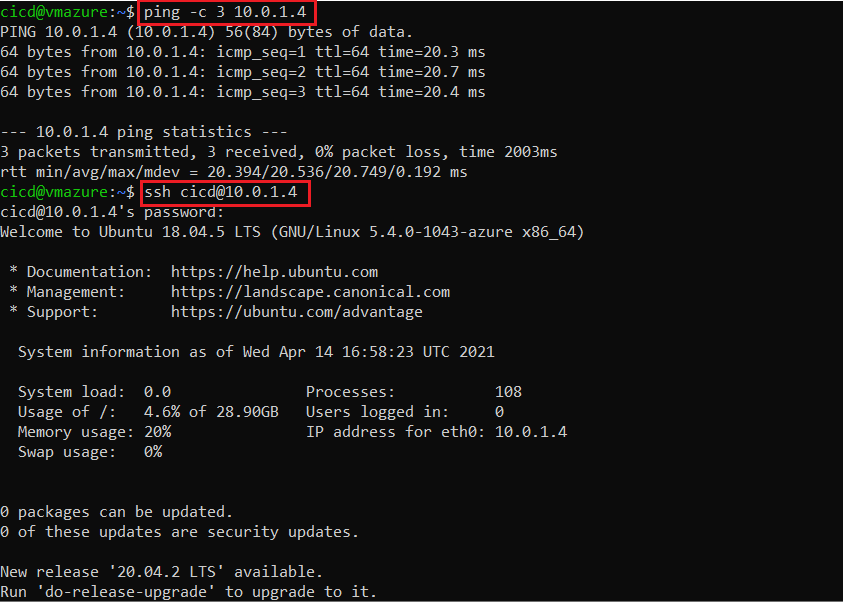 cicd@vmazure:~$ ping -c 3 10.0.1.4
PING 10.0.1.4 (10.0.1.4) 56(84) bytes of data.
64 bytes from 10.0.1.4: icmp_seq=1 ttl=64 time=20.3 ms
64 bytes from 10.0.1.4: icmp_seq=2 ttl=64 time=20.7 ms
64 bytes from 10.0.1.4: icmp_seq=3 ttl=64 time=20.4 ms

--- 10.0.1.4 ping statistics ---
3 packets transmitted, 3 received, 0% packet loss, time 2003ms
rtt min/avg/max/mdev = 20.394/20.536/20.749/0.192 ms
cicd@vmazure:~$ ssh cicd@10.0.1.4
cicd@10.0.1.4's password:
Welcome to Ubuntu 18.04.5 LTS (GNU/Linux 5.4.0-1043-azure x86_64)

 * Documentation:  https://help.ubuntu.com
 * Management:     https://landscape.canonical.com
 * Support:        https://ubuntu.com/advantage

  System information as of Wed Apr 14 16:58:23 UTC 2021

  System load:  0.0               Processes:           108
  Usage of /:   4.6% of 28.90GB   Users logged in:     0
  Memory usage: 20%               IP address for eth0: 10.0.1.4
  Swap usage:   0%


0 packages can be updated.
0 of these updates are security updates.

New release '20.04.2 LTS' available.
Run 'do-release-upgrade' to upgrade to it.